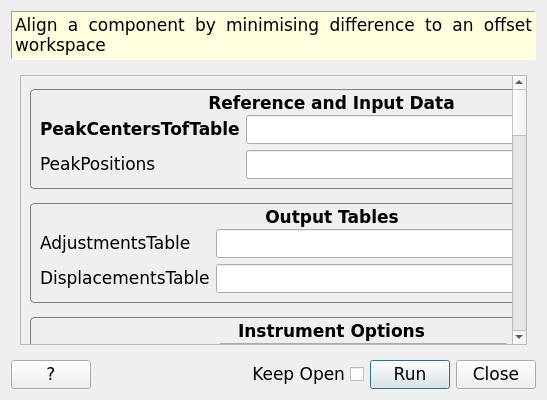 Align a component by minimising difference to an offset
workspace
Reference and Input Data
PeakCentersTofTable
PeakPositions
Output Tables
AdjustmentsTable
DisplacementsTable
Instrument Options
?
Keep Open
Run
Close